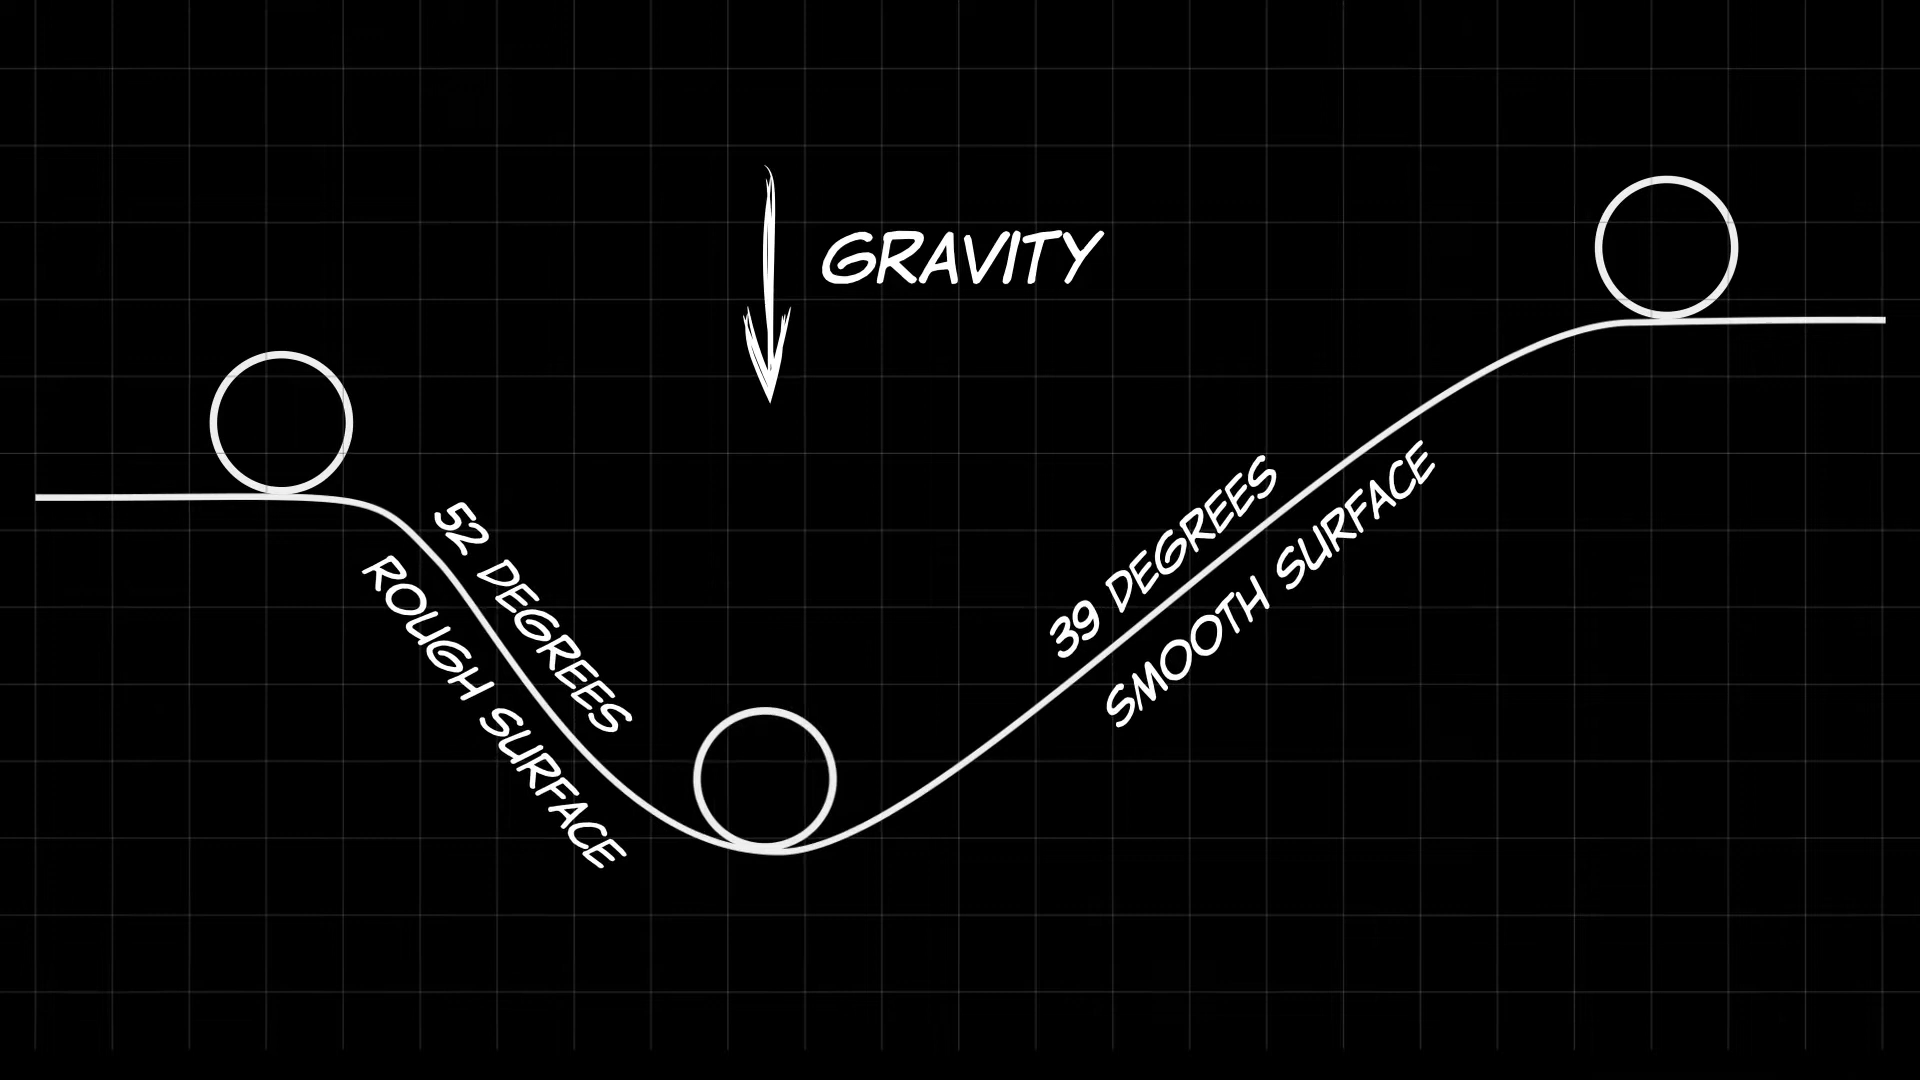 GRAVITY
52 DEGREES
ROUGH SURFACE
39 DEGREES
SMOOTH SURFACE